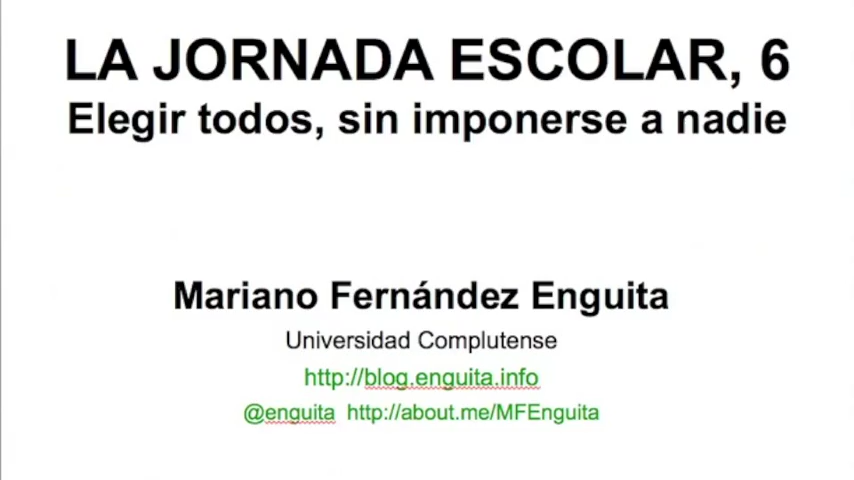 LA JORNADA ESCOLAR, 6
Elegir todos, sin imponerse a nadie
Mariano Fernández Enguita
Universidad Complutense
http://blog.enguita.info
@enguita http://about.me/MFEnguita